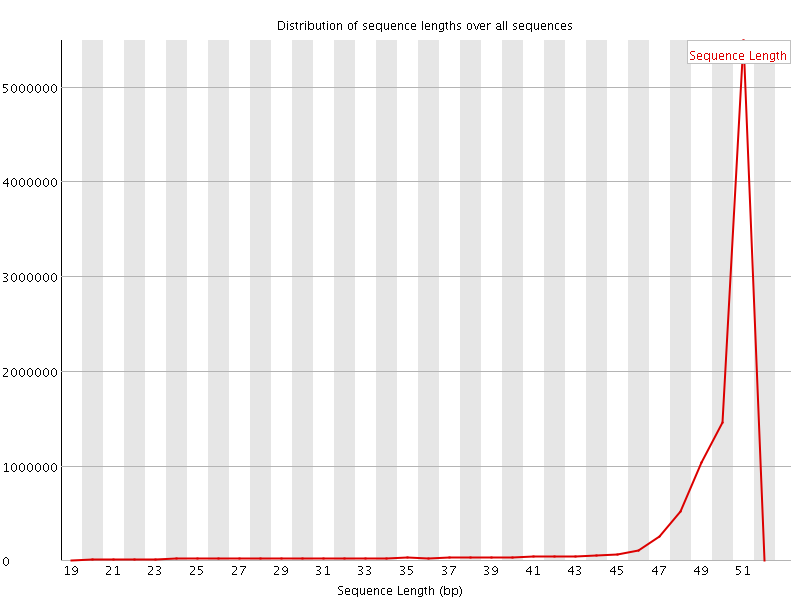 Distribution of sequence lengths over all sequences
Sequence Length
5000000
4000000
3000000
2000000
1000000
0
19 21 23 25 27 29 31 33 35 37 39 41 43 45 47 49 51
Sequence Length (bp)